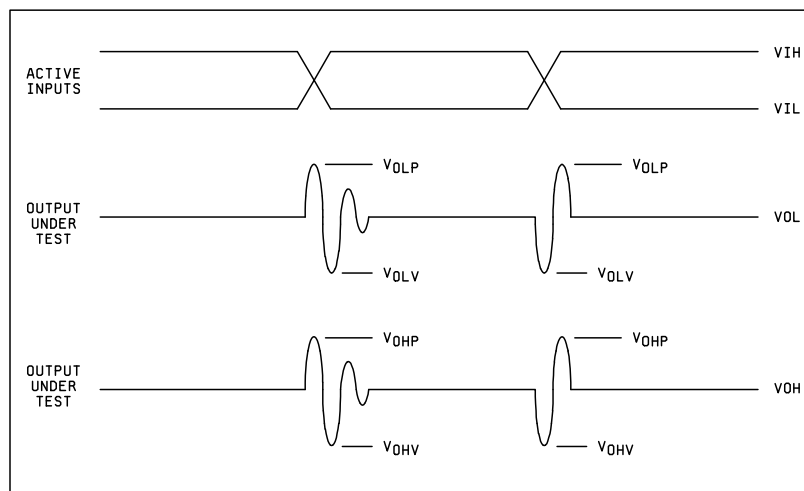 VIH
ACTIVE
INPUTS
VIL
VOLP
VOLP
OUTPUT
UNDER
TEST
VOL
VOLV
VOLV
VOHP
VOHP
OUTPUT
UNDER
TEST
VOH
VOHV
VOHV